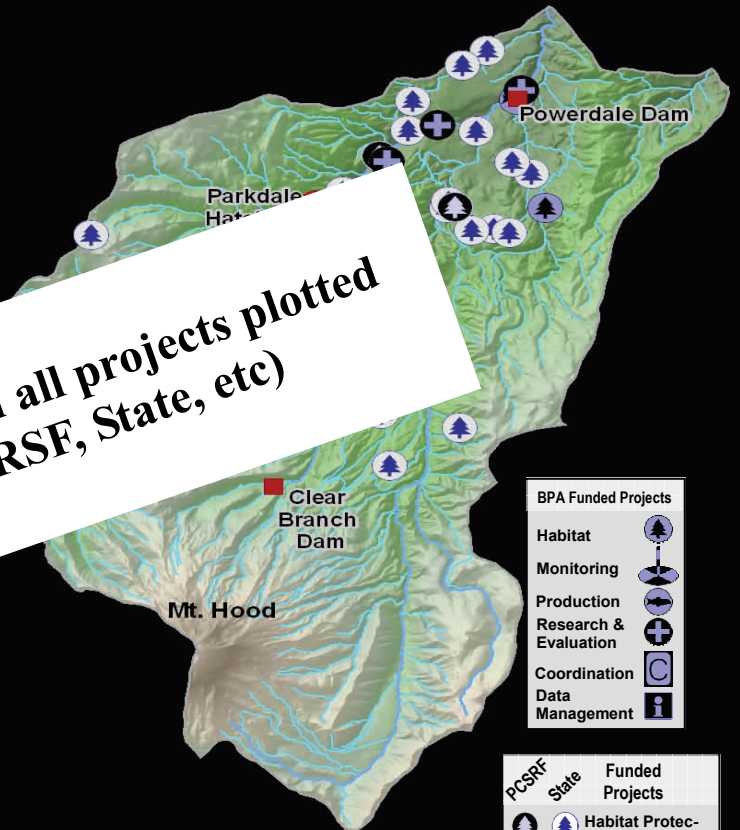 Powerdale Dam
Parkdale
all projects plotted
State, etc)
Clear
Branch
Dam
Mt. Hood
BPA Funded Projects
Habitat
Monitoring
Production
Research &
Evaluation
Coordination
C
Data
Management
i
PCSRF State Funded
Projects
Habitat Protec-